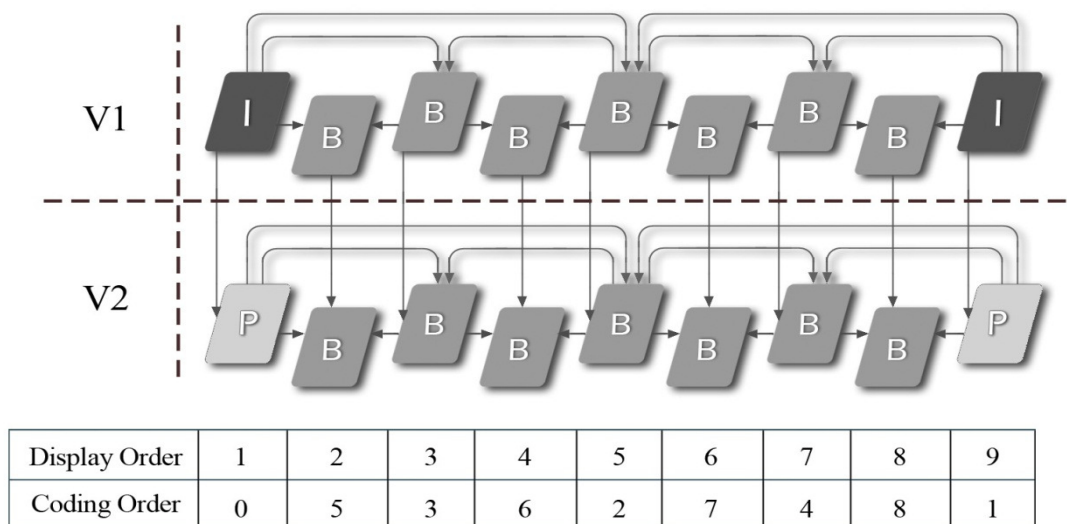 V1
I B B B B B B B I
V2
P B B B B B B B P
Display Order 1 2 3 4 5 6 7 8 9
Coding Order 0 5 3 6 2 7 4 8 1